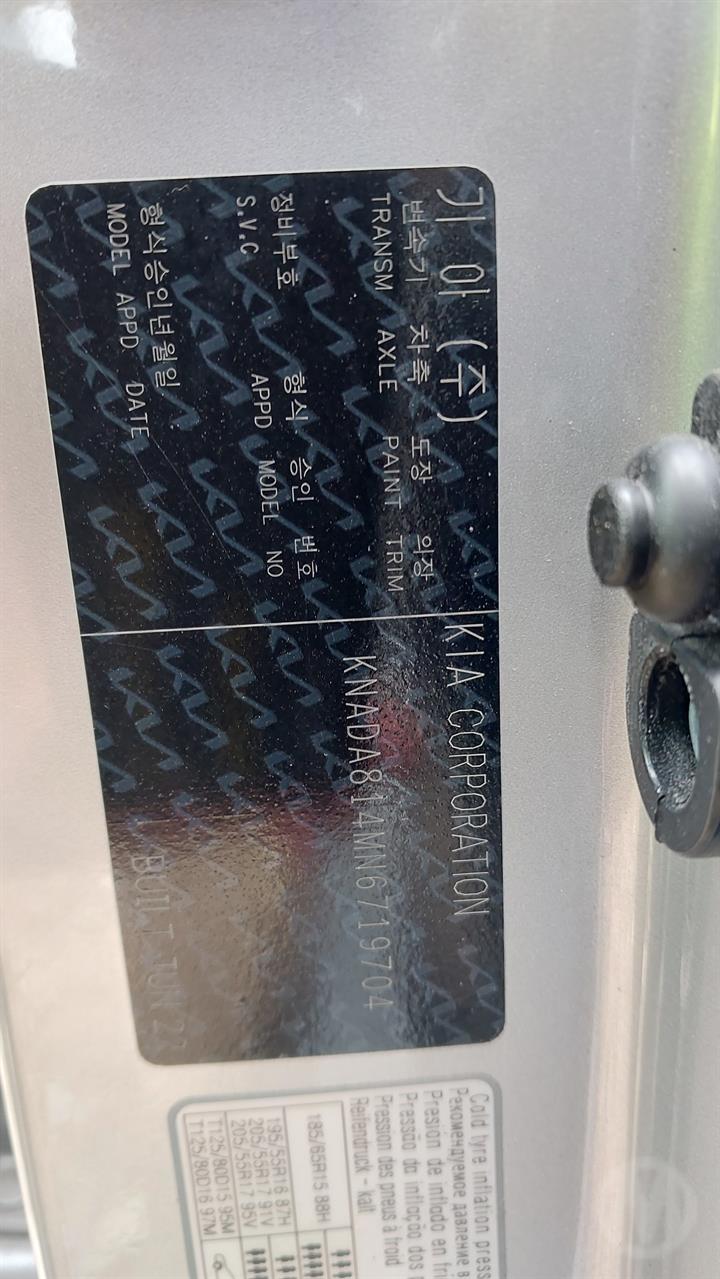 기아 (주)
KIA CORPORATION
변속기 차축 도장 의장
TRANSM AXLE PAINT TRIM
KNADA814MN6719704
정비부호 형식 승인 번호
S.V.C APPD MODEL NO
형식승인년월일
MODEL APPD DATE
BUILT JUN
Cold tyre inflation press
Рекомендуемое давление в
Presión de inflado en frí
Pressão da inflação dos
Pression des pneus à froid
Reifendruck - kalt
185/65R15 88H
195/55R16 87H
205/55R17 91V
205/55R17 95V
T125/80D15 95M
T125/80D16 97M